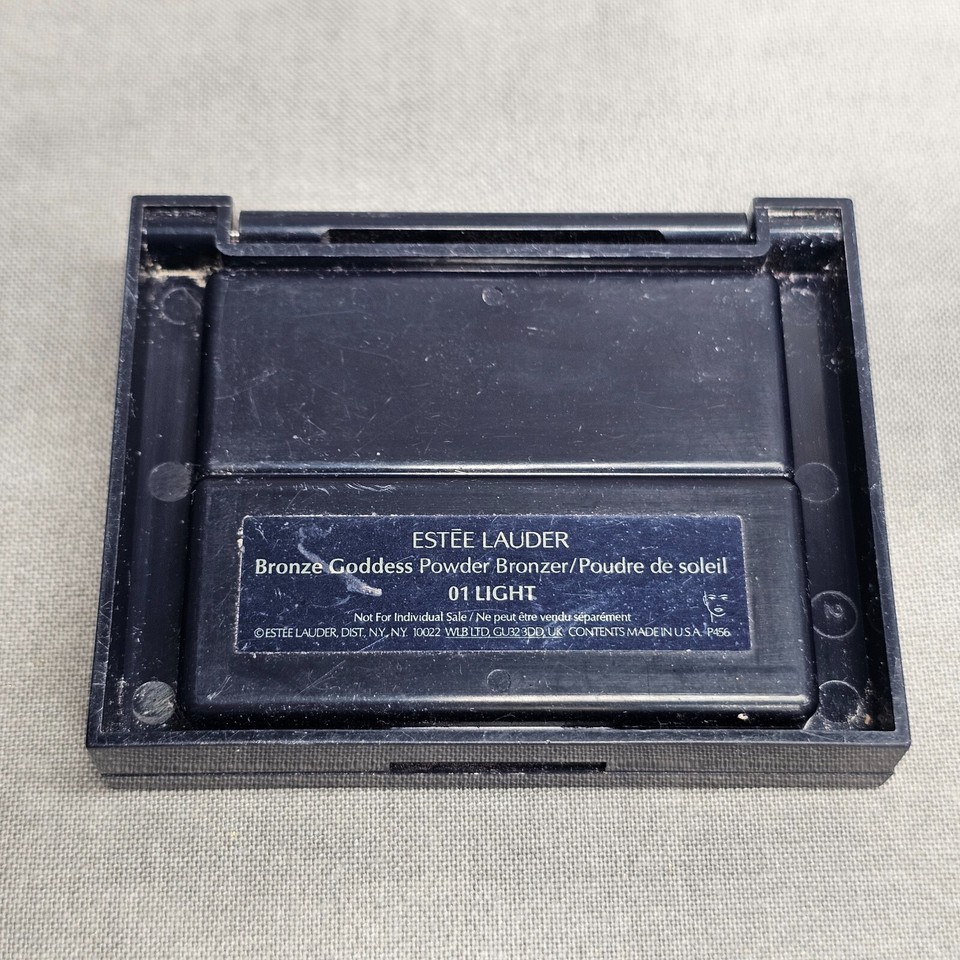 ESTĒE LAUDER
Bronze Goddess Powder Bronzer/Poudre de soleil
01 LIGHT
Not For Individual Sale / Ne peut être vendu séparément
© ESTĒE LAUDER, DIST. NY, NY. 10022 WLB LTD, GU32 3DD, UK CONTENTS MADE IN U.S.A. P456
2